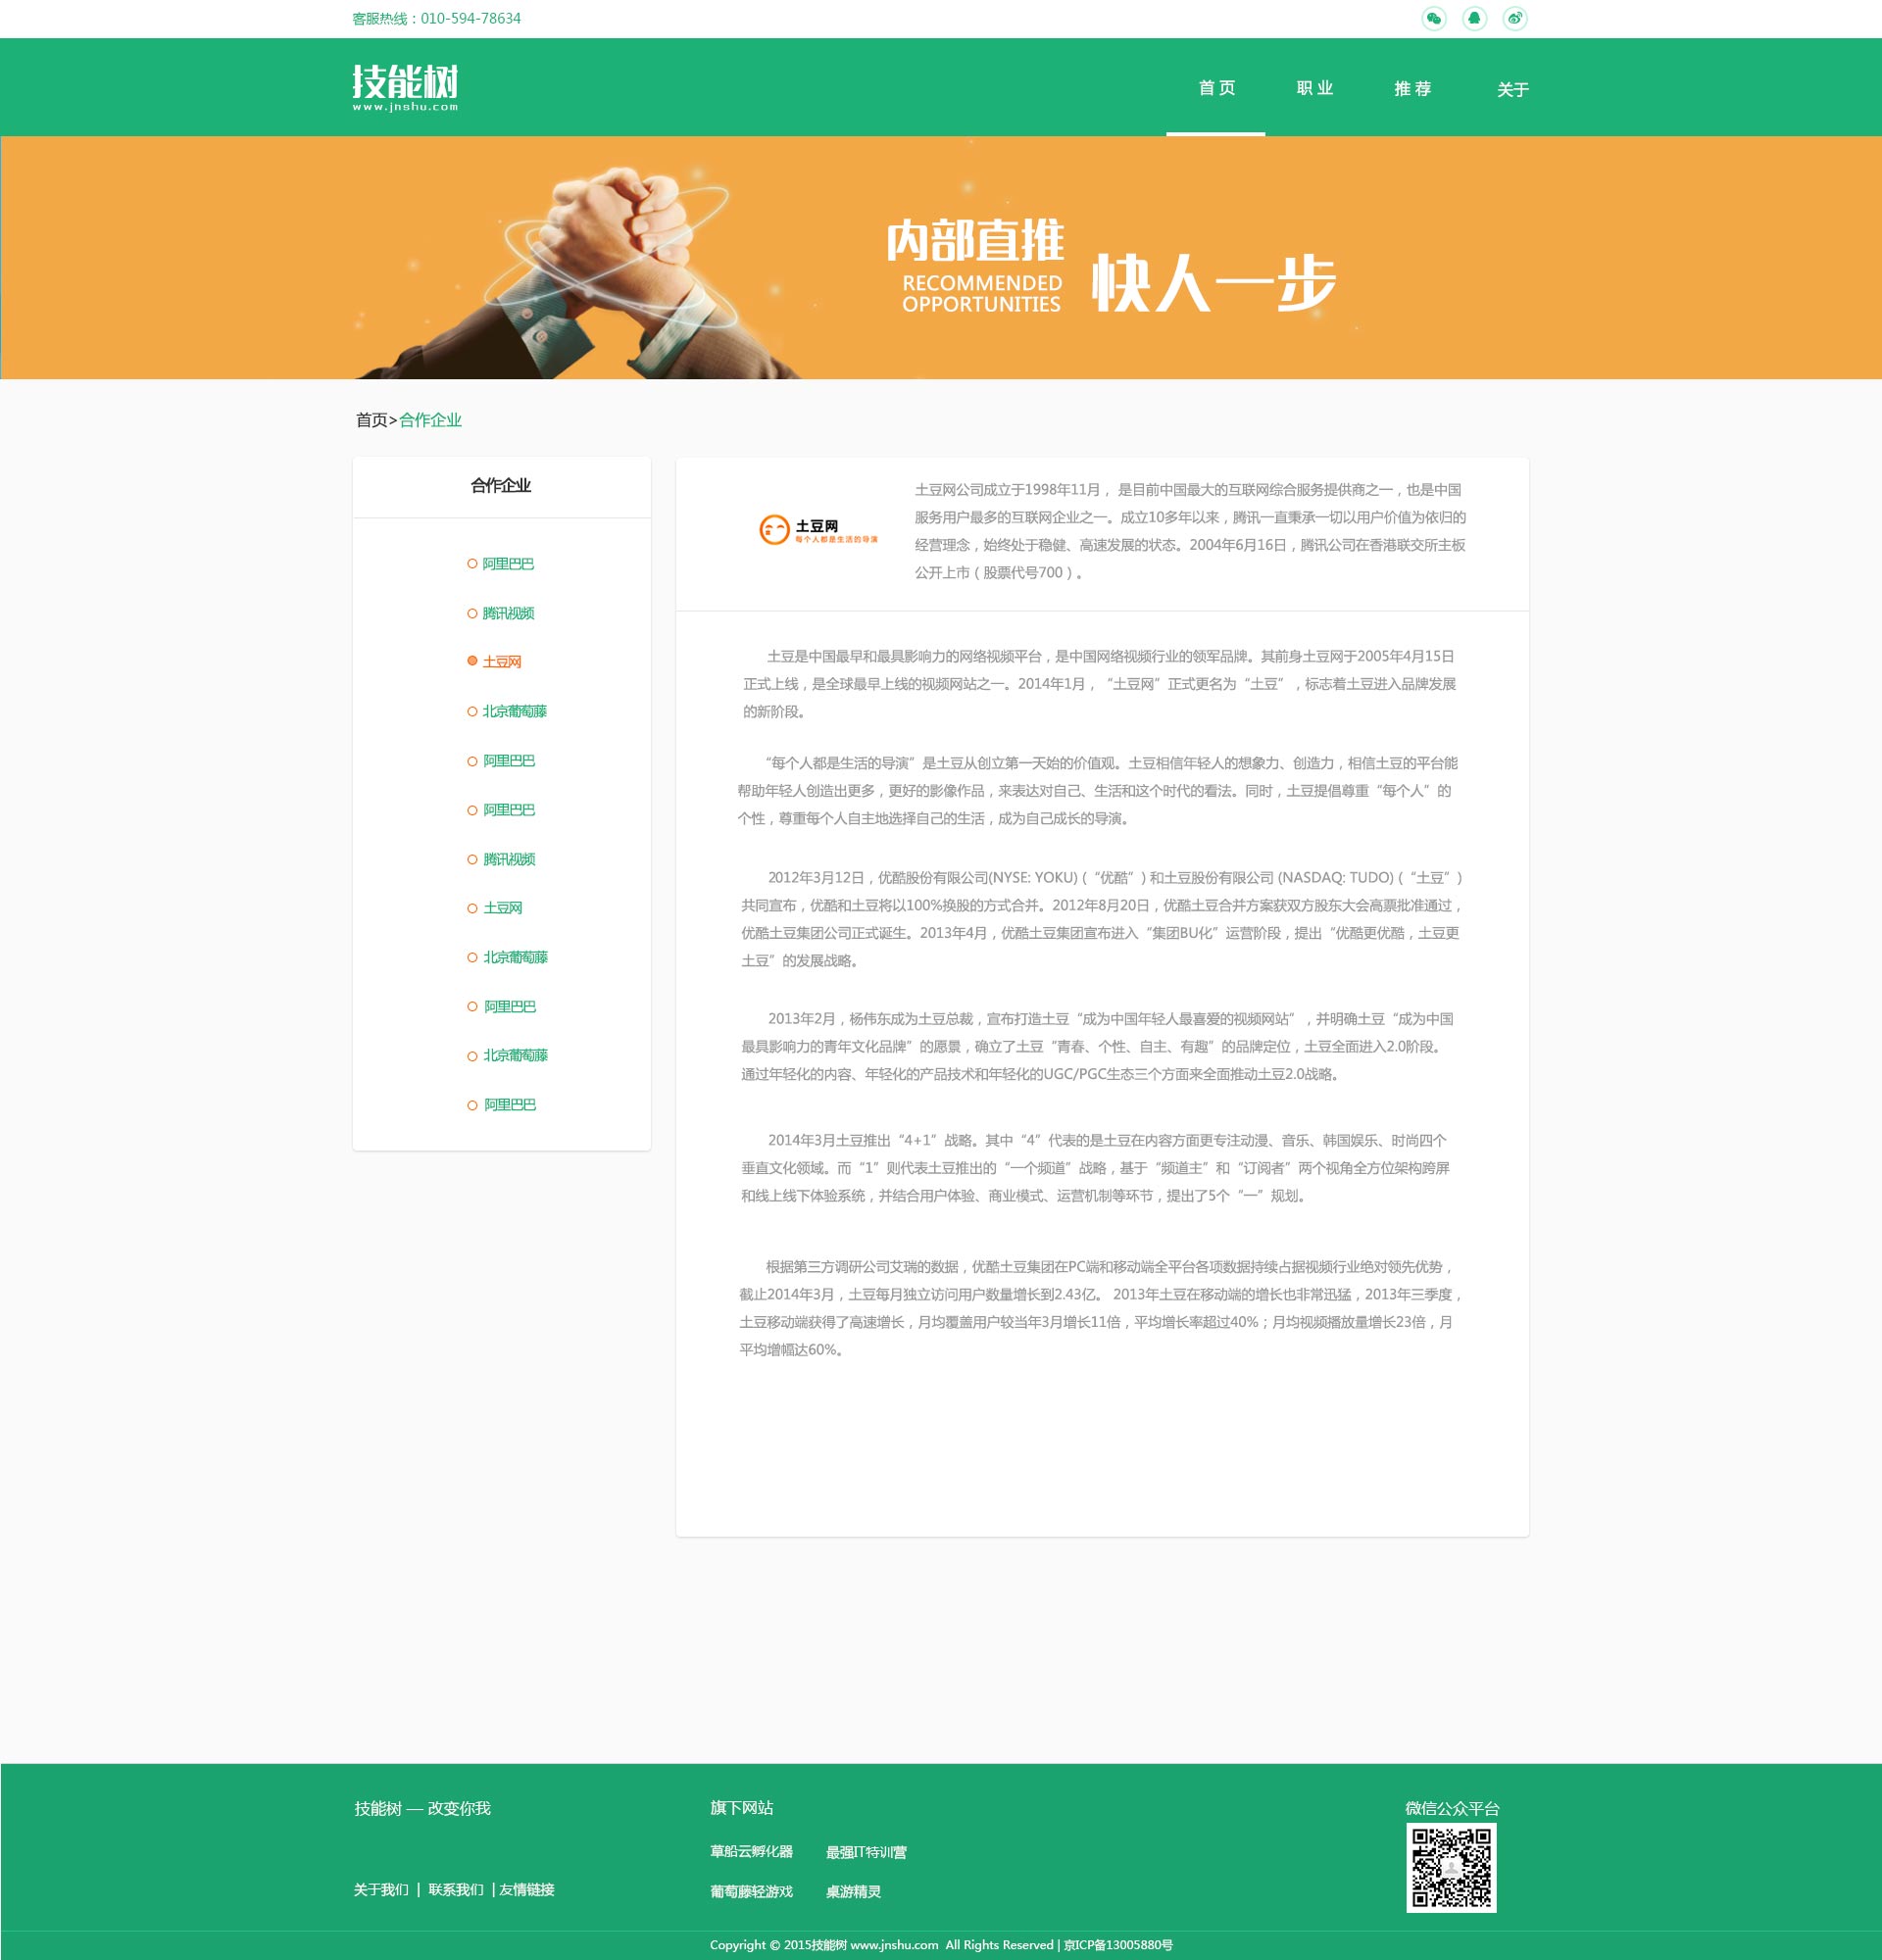 客服热线：010-594-78634
技能树
www.jnshu.com
首页
职业
推荐
关于
内部直推
RECOMMENDED
OPPORTUNITIES
快人一步
首页>合作企业
合作企业
阿里巴巴
腾讯视频
土豆网
北京葡萄藤
阿里巴巴
阿里巴巴
腾讯视频
土豆网
北京葡萄藤
阿里巴巴
北京葡萄藤
阿里巴巴
土豆网
每个人都是生活的导演
土豆网公司成立于1998年11月， 是目前中国最大的互联网综合服务提供商之一，也是中国
服务用户最多的互联网企业之一。成立10多年以来，腾讯一直秉承一切以用户价值为依归的
经营理念，始终处于稳健、高速发展的状态。2004年6月16日，腾讯公司在香港联交所主板
公开上市（股票代号700）。
土豆是中国最早和最具影响力的网络视频平台，是中国网络视频行业的领军品牌。其前身土豆网于2005年4月15日
正式上线，是全球最早上线的视频网站之一。2014年1月，“土豆网”正式更名为“土豆”，标志着土豆进入品牌发展
的新阶段。
“每个人都是生活的导演”是土豆从创立第一天始的价值观。土豆相信年轻人的想象力、创造力，相信土豆的平台能
帮助年轻人创造出更多，更好的影像作品，来表达对自己、生活和这个时代的看法。同时，土豆提倡尊重“每个人”的
个性，尊重每个人自主地选择自己的生活，成为自己成长的导演。
2012年3月12日，优酷股份有限公司(NYSE: YOKU)（“优酷”）和土豆股份有限公司 (NASDAQ: TUDO)（“土豆”）
共同宣布，优酷和土豆将以100%换股的方式合并。2012年8月20日，优酷土豆合并方案获双方股东大会高票批准通过，
优酷土豆集团公司正式诞生。2013年4月，优酷土豆集团宣布进入“集团BU化”运营阶段，提出“优酷更优酷，土豆更
土豆”的发展战略。
2013年2月，杨伟东成为土豆总裁，宣布打造土豆“成为中国年轻人最喜爱的视频网站”，并明确土豆“成为中国
最具影响力的青年文化品牌”的愿景，确立了土豆“青春、个性、自主、有趣”的品牌定位，土豆全面进入2.0阶段。
通过年轻化的内容、年轻化的产品技术和年轻化的UGC/PGC生态三个方面来全面推动土豆2.0战略。
2014年3月土豆推出“4+1”战略。其中“4”代表的是土豆在内容方面更专注动漫、音乐、韩国娱乐、时尚四个
垂直文化领域。而“1”则代表土豆推出的“一个频道”战略，基于“频道主”和“订阅者”两个视角全方位架构跨屏
和线上线下体验系统，并结合用户体验、商业模式、运营机制等环节，提出了5个“一”规划。
根据第三方调研公司艾瑞的数据，优酷土豆集团在PC端和移动端全平台各项数据持续占据视频行业绝对领先优势，
截止2014年3月，土豆每月独立访问用户数量增长到2.43亿。 2013年土豆在移动端的增长也非常迅猛，2013年三季度，
土豆移动端获得了高速增长，月均覆盖用户较当年3月增长11倍，平均增长率超过40%；月均视频播放量增长23倍，月
平均增幅达60%。
技能树 — 改变你我
关于我们 | 联系我们 | 友情链接
旗下网站
草船云孵化器
最强IT特训营
葡萄藤轻游戏
桌游精灵
微信公众平台
Copyright © 2015技能树 www.jnshu.com All Rights Reserved | 京ICP备13005880号